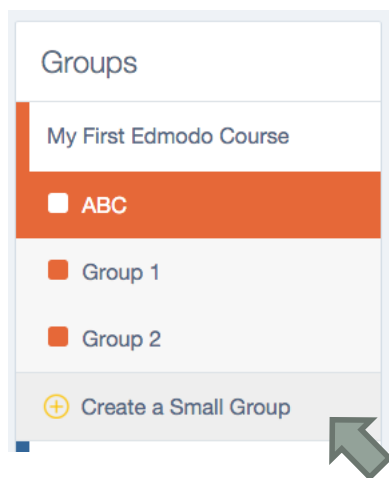 Groups
My First Edmodo Course
ABC
Group 1
Group 2
Create a Small Group